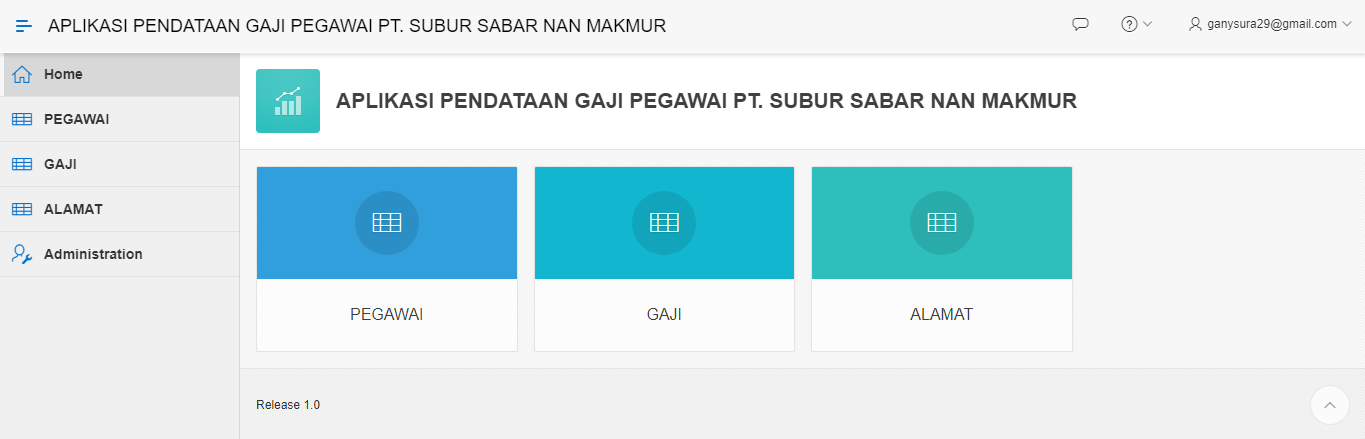 APLIKASI PENDATAAN GAJI PEGAWAI PT. SUBUR SABAR NAN MAKMUR
ganysura29@gmail.com
Home
PEGAWAI
GAJI
ALAMAT
Administration
APLIKASI PENDATAAN GAJI PEGAWAI PT. SUBUR SABAR NAN MAKMUR
PEGAWAI
GAJI
ALAMAT
Release 1.0